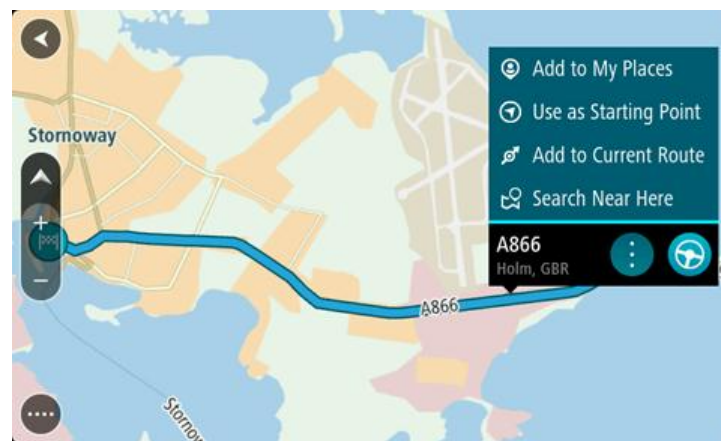 Add to My Places
Use as Starting Point
Add to Current Route
Search Near Here
A866
Holm, GBR
Stornoway
A866